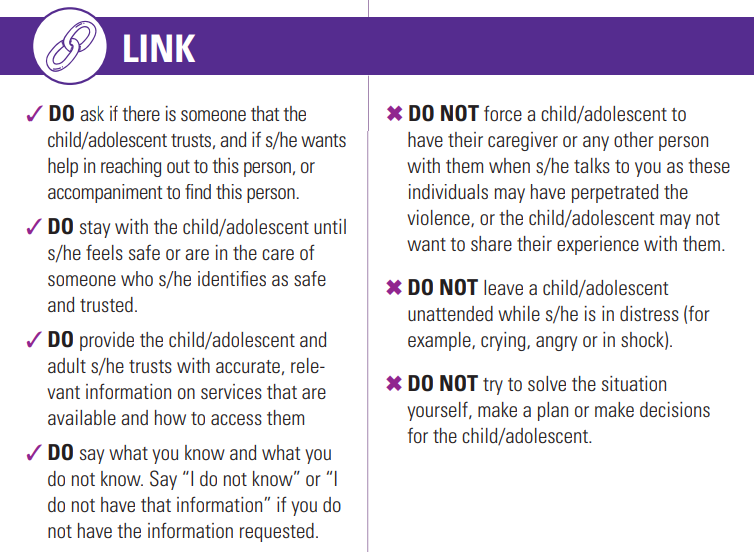 LINK
✓ DO ask if there is someone that the
child/adolescent trusts, and if s/he wants
help in reaching out to this person, or
accompaniment to find this person.
✓ DO stay with the child/adolescent until
s/he feels safe or are in the care of
someone who s/he identifies as safe
and trusted.
✓ DO provide the child/adolescent and
adult s/he trusts with accurate, rele-
vant information on services that are
available and how to access them
✓ DO say what you know and what you
do not know. Say “I do not know” or “I
do not have that information” if you do
not have the information requested.
✖ DO NOT force a child/adolescent to
have their caregiver or any other person
with them when s/he talks to you as these
individuals may have perpetrated the
violence, or the child/adolescent may not
want to share their experience with them.
✖ DO NOT leave a child/adolescent
unattended while s/he is in distress (for
example, crying, angry or in shock).
✖ DO NOT try to solve the situation
yourself, make a plan or make decisions
for the child/adolescent.